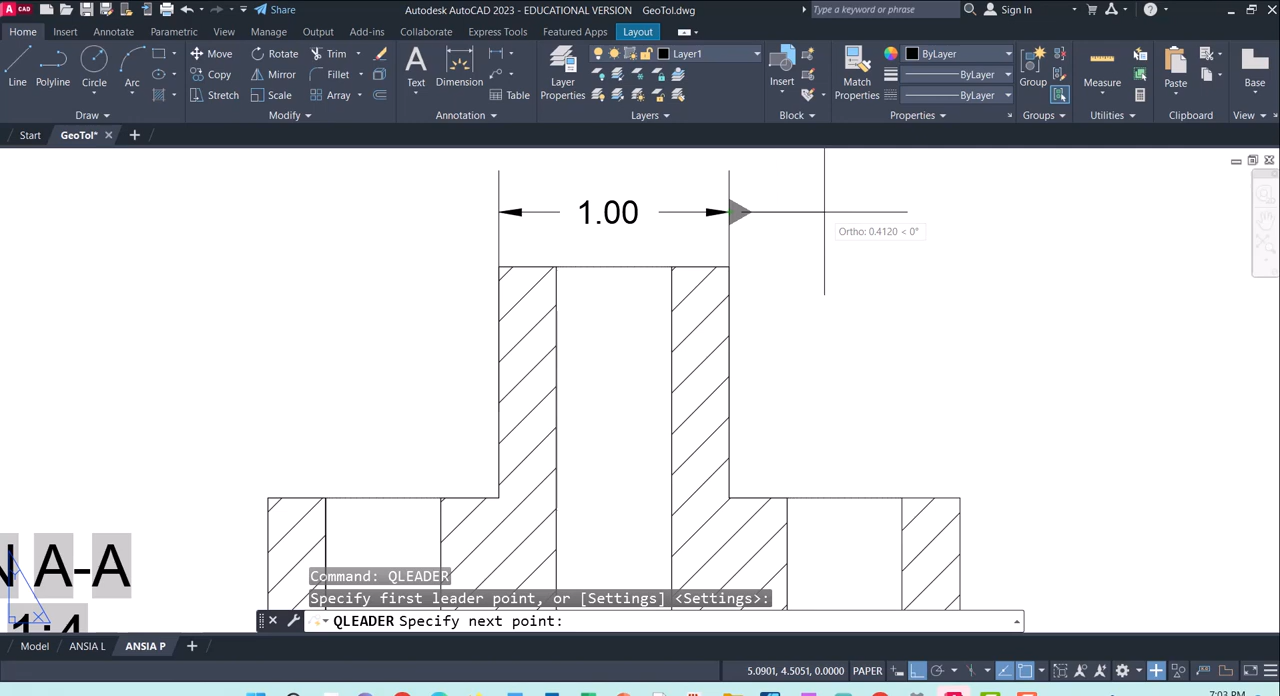 CAD
Share
Autodesk AutoCAD 2023 - EDUCATIONAL VERSION GeoTol.dwg
Type a keyword or phrase
Sign In
Home Insert Annotate Parametric View Manage Output Add-ins Collaborate Express Tools Featured Apps Layout
Line Polyline Circle Arc
Move Rotate Trim
Copy Mirror Fillet
Stretch Scale Array
Text Dimension Table
Layer Properties
Layer1
Insert
Match Properties
ByLayer
ByLayer
ByLayer
Group Measure Paste Base
Draw Modify Annotation Layers Block Properties Groups Utilities Clipboard View
Start GeoTol*
1.00
Ortho: 0.4120 < 0°
N A-A
1:4
X
Command: QLEADER
Specify first leader point, or [Settings] <Settings>:
QLEADER Specify next point:
Model ANSIA L ANSIA P
5.0901, 4.5051, 0.0000 PAPER
7:03 PM